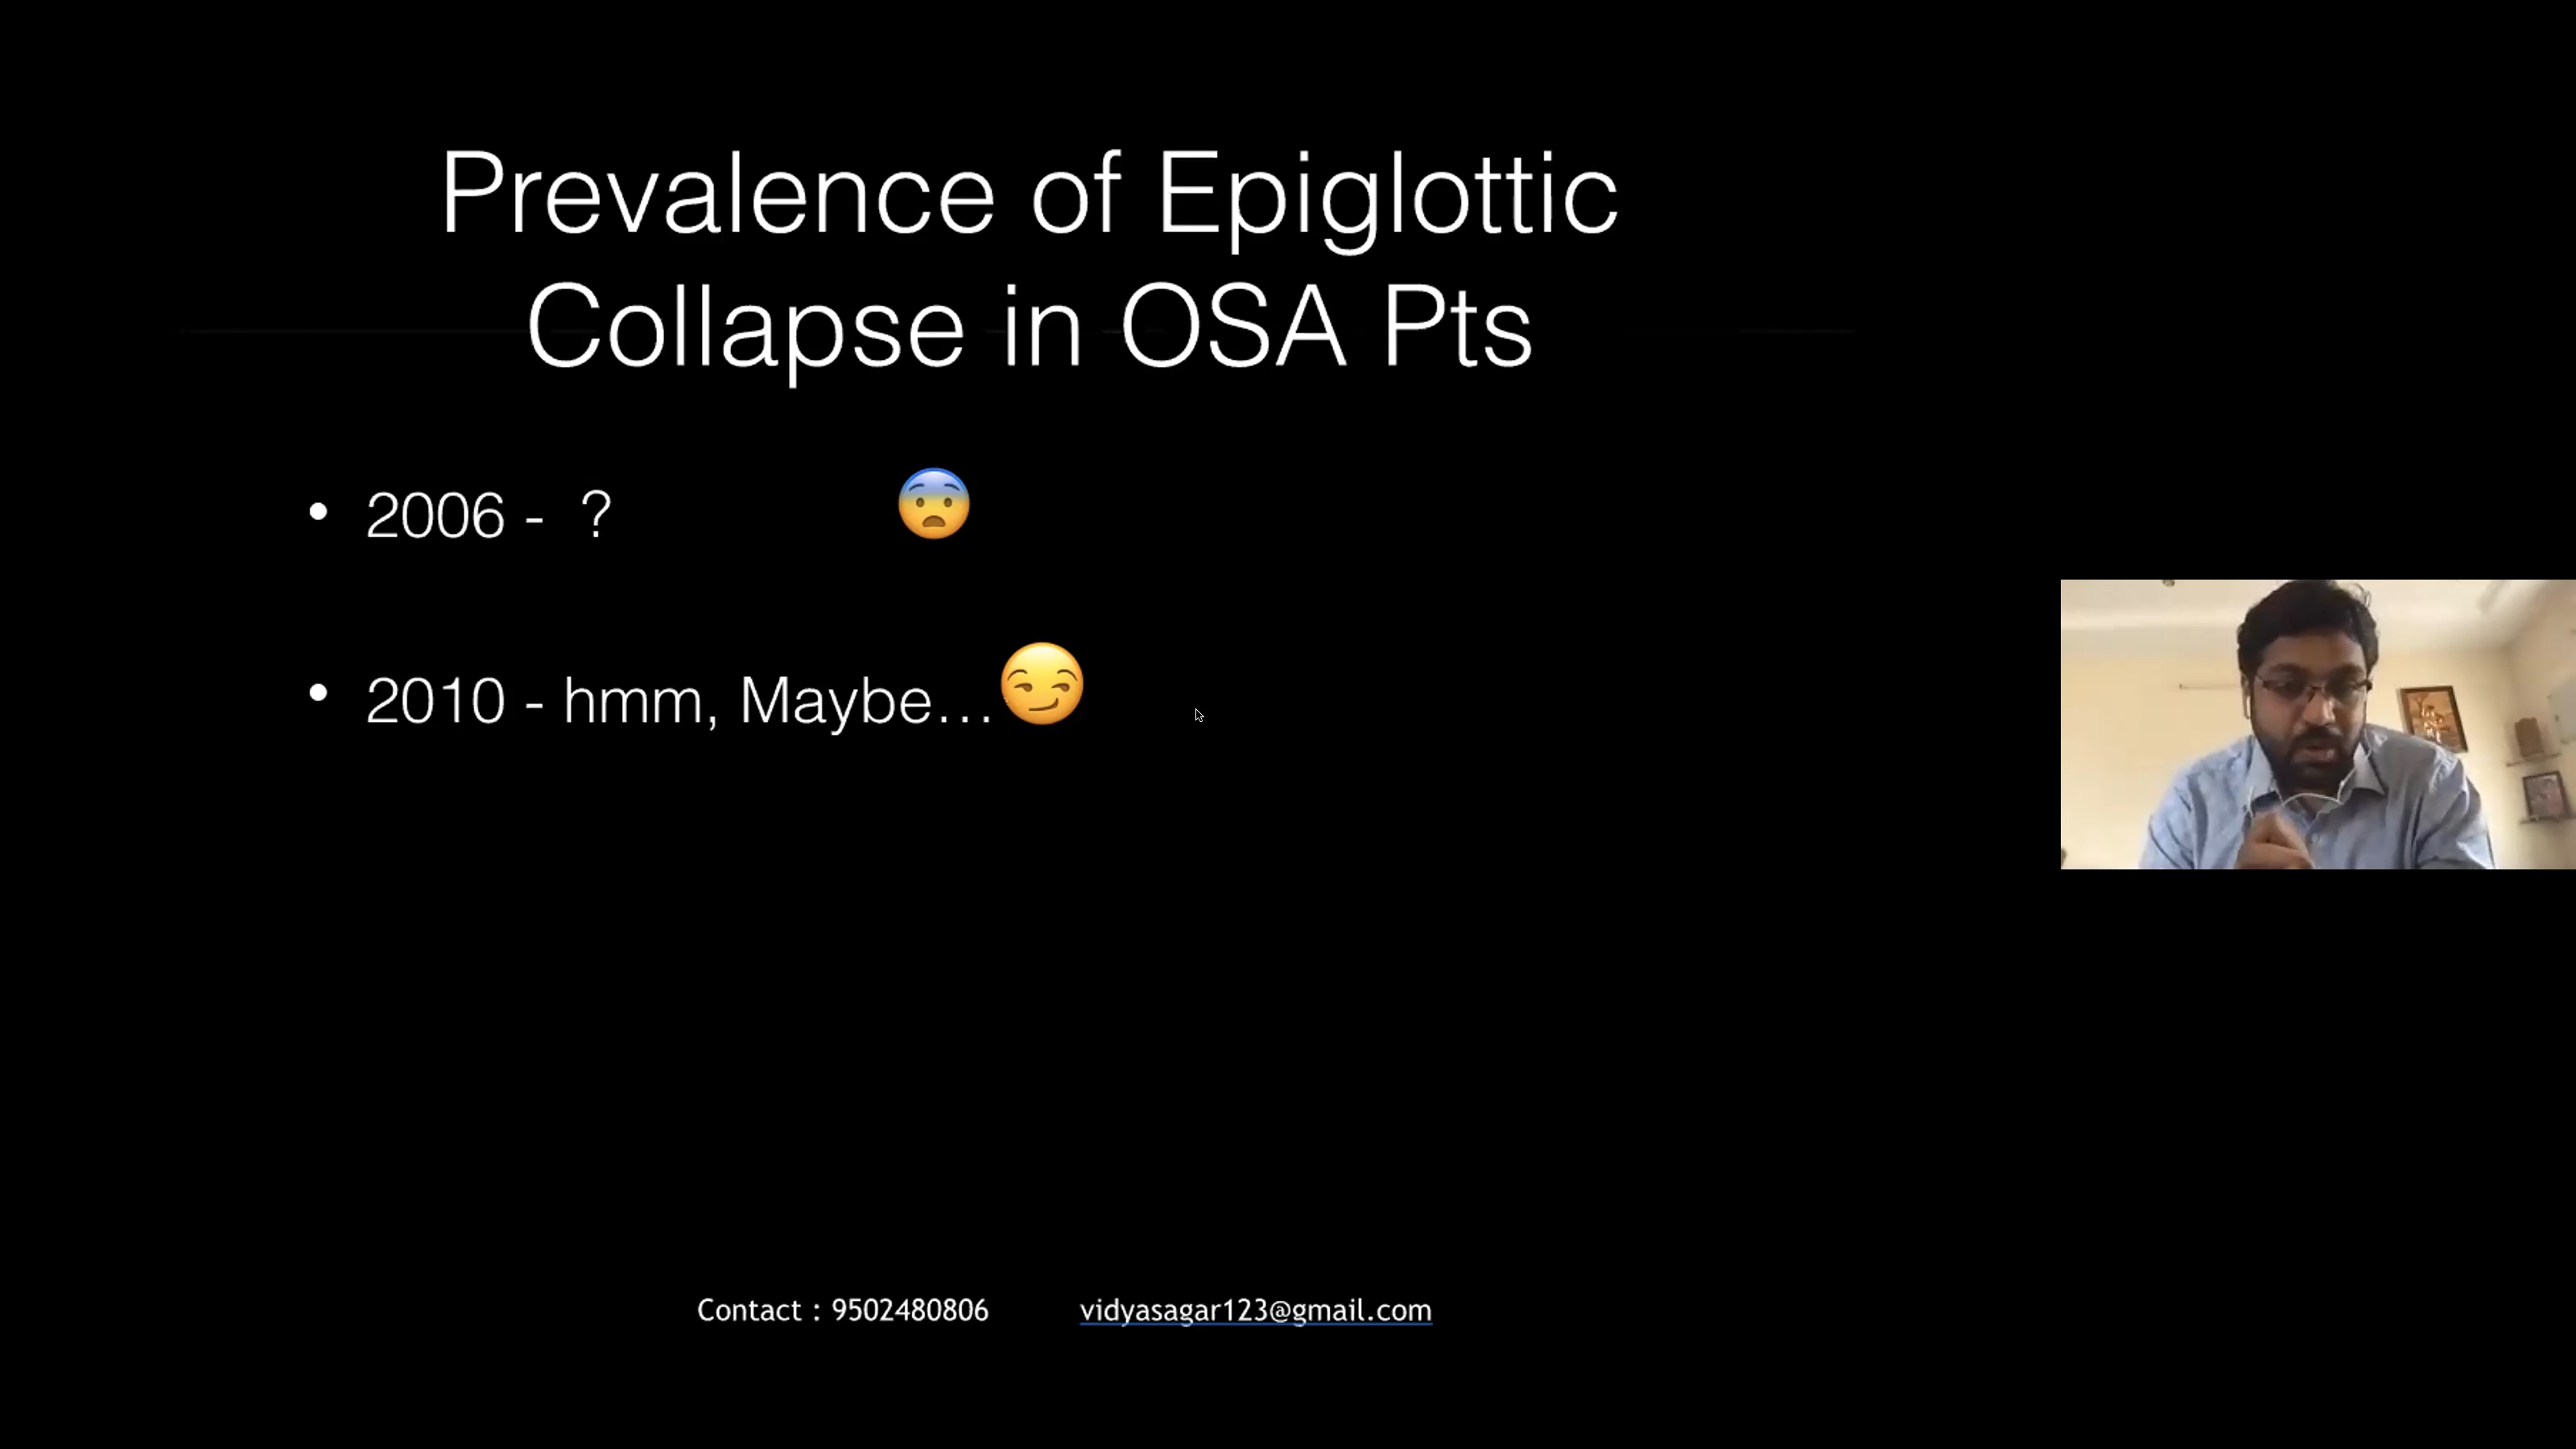 Prevalence of Epiglottic
Collapse in OSA Pts
• 2006 - ? 😨
• 2010 - hmm, Maybe...😏
Contact : 9502480806 vidyasagar123@gmail.com